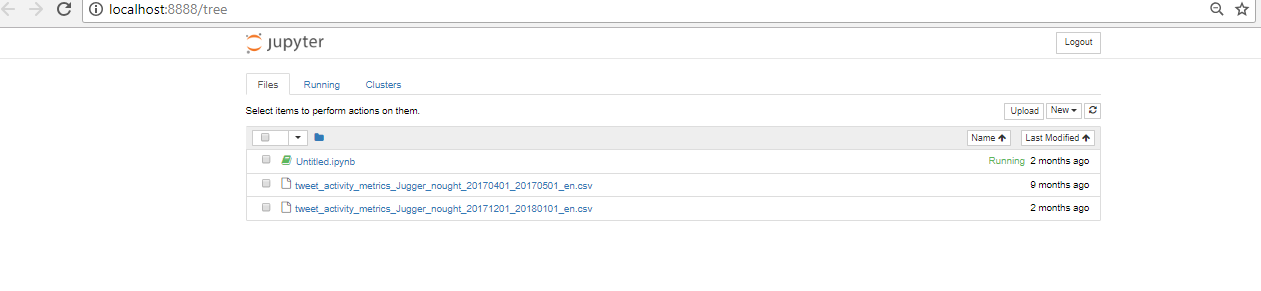 localhost:8888/tree
jupyter
Logout
Files Running Clusters
Select items to perform actions on them.
Upload New
Name Last Modified
Untitled.ipynb Running 2 months ago
tweet_activity_metrics_Jugger_nought_20170401_20170501_en.csv 9 months ago
tweet_activity_metrics_Jugger_nought_20171201_20180101_en.csv 2 months ago